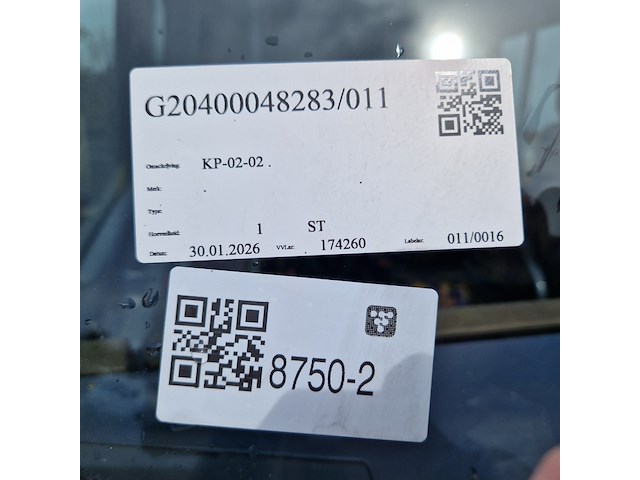 G20400048283/011
Omschrijving: KP-02-02 .
Merk: .
Type:
Hoeveelheid: 1 ST
Datum: 30.01.2026 VVI.nr. 174260 Labelnr. 011/0016
8750-2